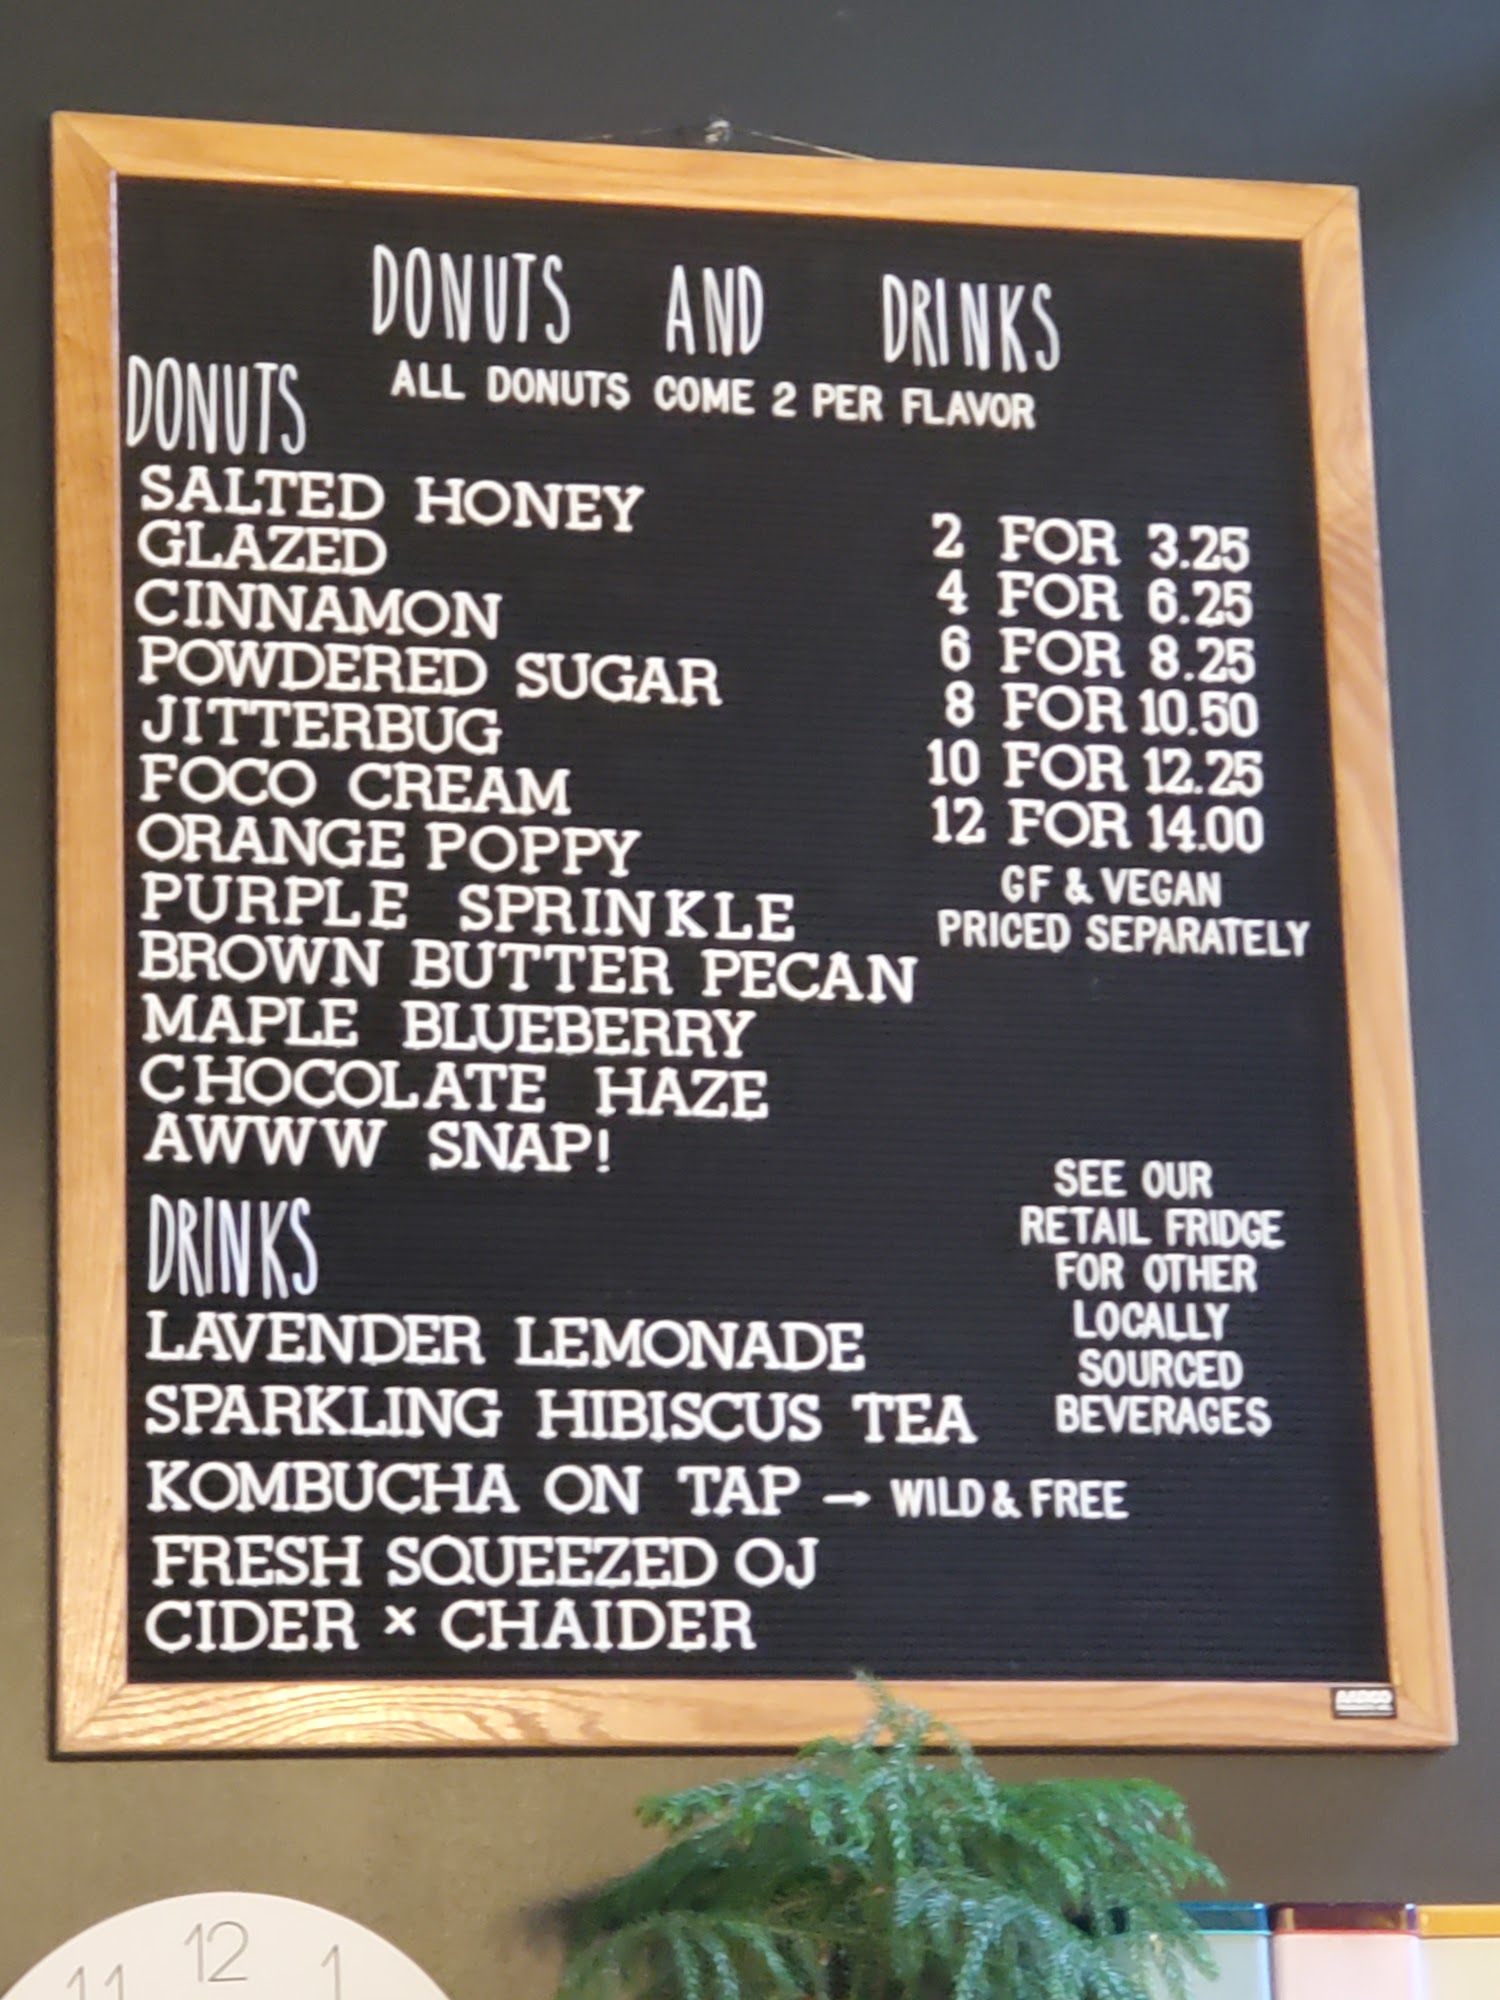 DONUTS AND DRINKS
ALL DONUTS COME 2 PER FLAVOR
DONUTS
SALTED HONEY
GLAZED
CINNAMON
POWDERED SUGAR
JITTERBUG
FOCO CREAM
ORANGE POPPY
PURPLE SPRINKLE
BROWN BUTTER PECAN
MAPLE BLUEBERRY
CHOCOLATE HAZE
AWWW SNAP!
2 FOR 3.25
4 FOR 6.25
6 FOR 8.25
8 FOR 10.50
10 FOR 12.25
12 FOR 14.00
GF & VEGAN
PRICED SEPARATELY
DRINKS
LAVENDER LEMONADE
SPARKLING HIBISCUS TEA
KOMBUCHA ON TAP → WILD & FREE
FRESH SQUEEZED OJ
CIDER × CHAIDER
SEE OUR
RETAIL FRIDGE
FOR OTHER
LOCALLY
SOURCED
BEVERAGES
11 12 1